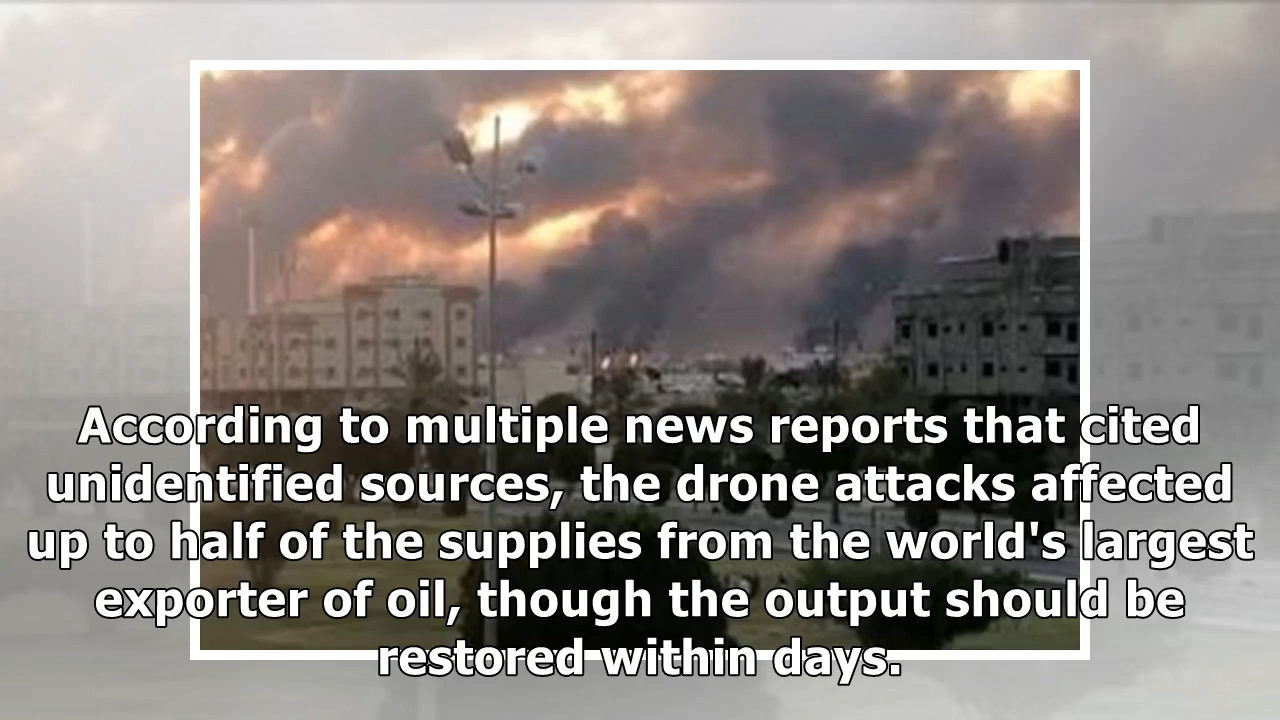 According to multiple news reports that cited
unidentified sources, the drone attacks affected
up to half of the supplies from the world's largest
exporter of oil, though the output should be
restored within days.